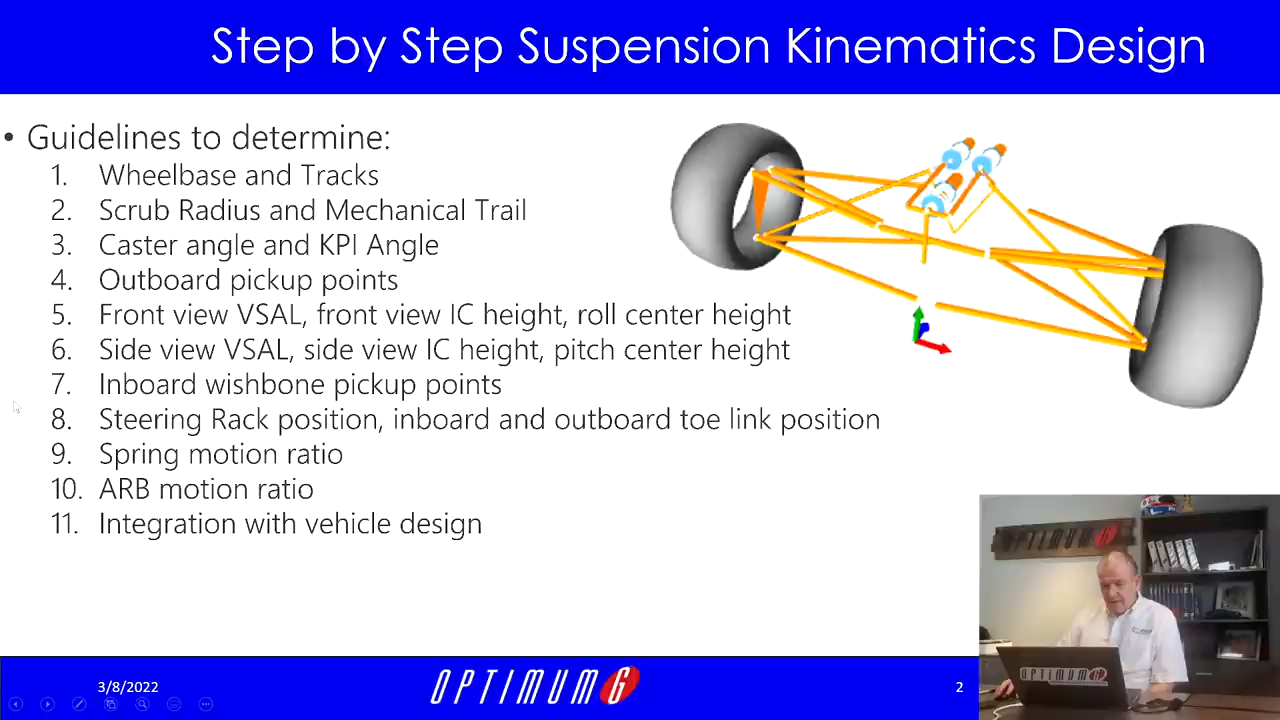 Step by Step Suspension Kinematics Design
• Guidelines to determine:
1. Wheelbase and Tracks
2. Scrub Radius and Mechanical Trail
3. Caster angle and KPI Angle
4. Outboard pickup points
5. Front view VSAL, front view IC height, roll center height
6. Side view VSAL, side view IC height, pitch center height
7. Inboard wishbone pickup points
8. Steering Rack position, inboard and outboard toe link position
9. Spring motion ratio
10. ARB motion ratio
11. Integration with vehicle design
OPTIMUM G
OPTIMUM G
3/8/2022
OPTIMUM G
2